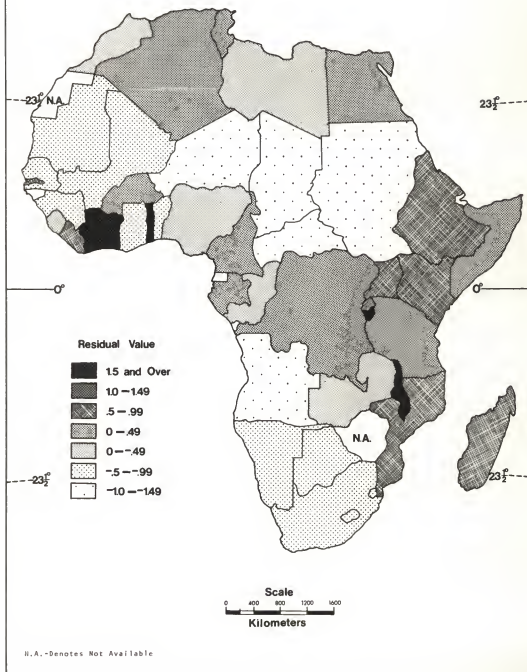 23½° N.A.
23½°
0°
0°
Residual Value
1.5 and Over
1.0 – 1.49
.5 – .99
0 – .49
0 – -.49
-.5 – -.99
-1.0 – -1.49
N.A.
23½°
23½°
Scale
0 400 800 1200 1600
Kilometers
N.A.-Denotes Not Available